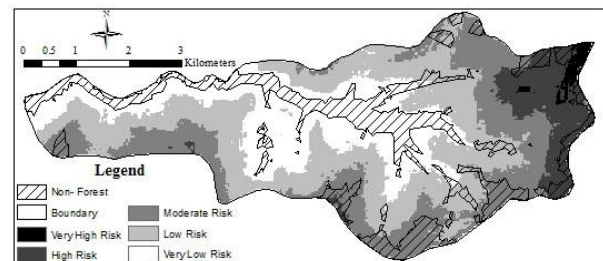 N
0 0.5 1 2 3
Kilometers
Legend
Non- Forest
Boundary
Very High Risk
High Risk
Moderate Risk
Low Risk
Very Low Risk